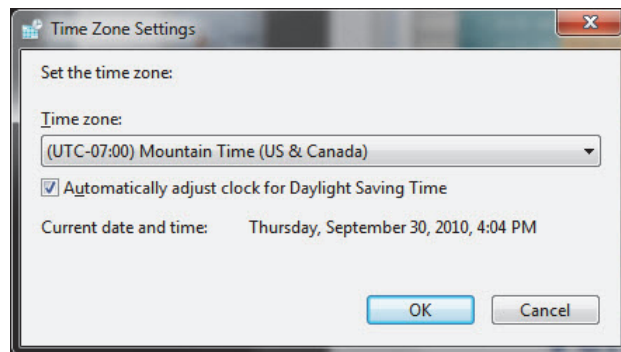 Time Zone Settings
Set the time zone:
Time zone:
(UTC-07:00) Mountain Time (US & Canada)
Automatically adjust clock for Daylight Saving Time
Current date and time: Thursday, September 30, 2010, 4:04 PM
OK Cancel